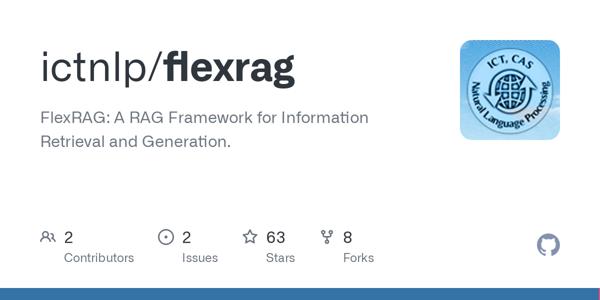 ictnlp/flexrag
FlexRAG: A RAG Framework for Information
Retrieval and Generation.
ICT, CAS
Natural Language Processing
2
Contributors
2
Issues
63
Stars
8
Forks